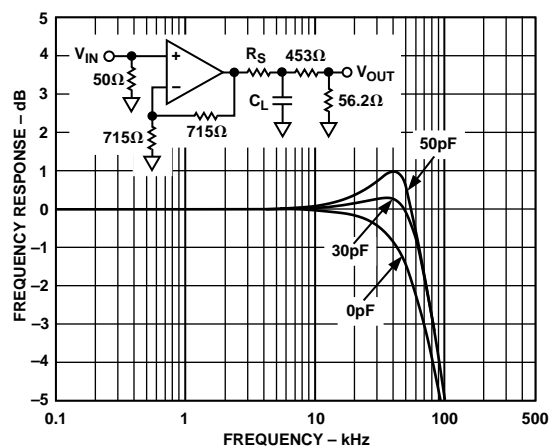 5
4
3
2
1
0
–1
–2
–3
–4
–5
FREQUENCY RESPONSE – dB
V_IN
50Ω
+
–
715Ω
715Ω
R_S
453Ω
V_OUT
C_L
56.2Ω
50pF
30pF
0pF
0.1
1
10
100
500
FREQUENCY – kHz